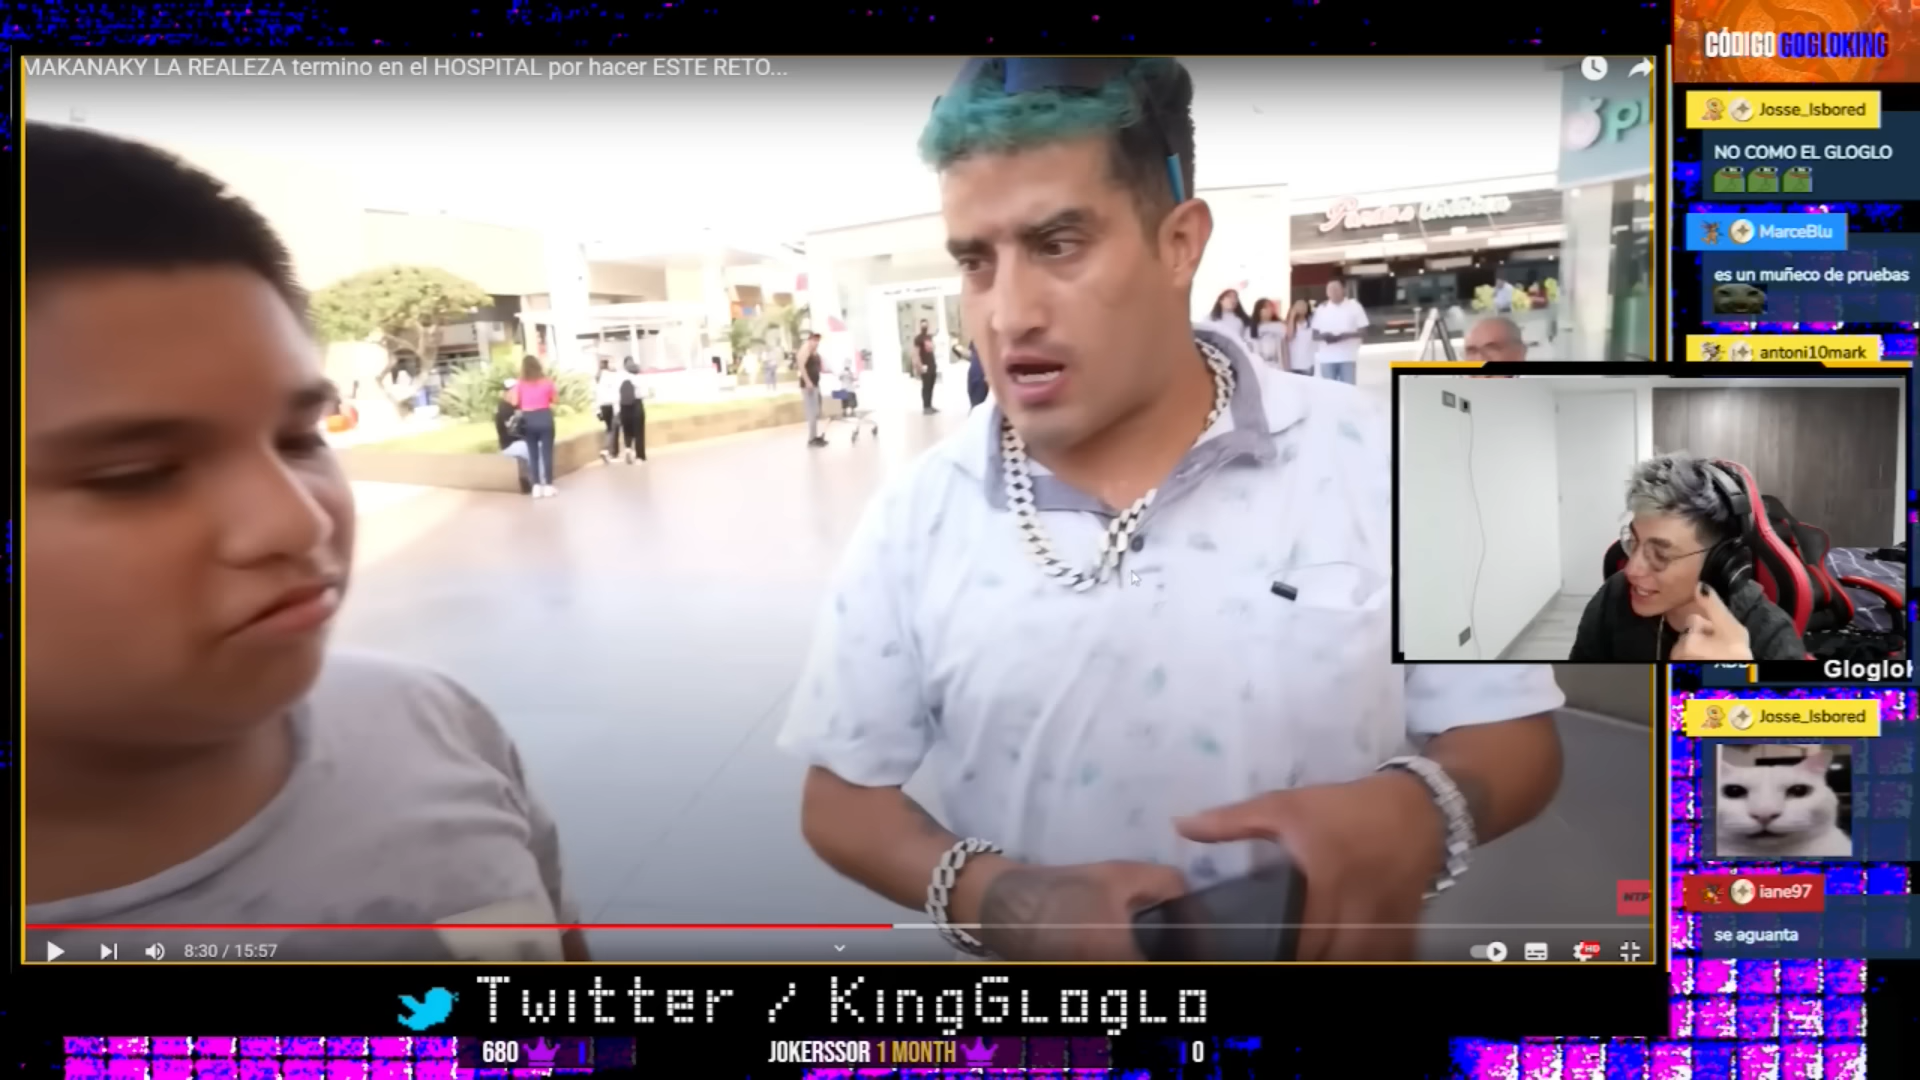 MAKANAKY LA REALEZA termino en el HOSPITAL por hacer ESTE RETO...
CÓDIGO GOGLOKING
Josse_Isbored
NO COMO EL GLOGLO
MarceBlu
es un muñeco de pruebas
antoni10mark
Josse_Isbored
iane97
se aguanta
8:30 / 15:57
HD
Twitter / KingGloglo
680
JOKERSSOR 1 MONTH
0